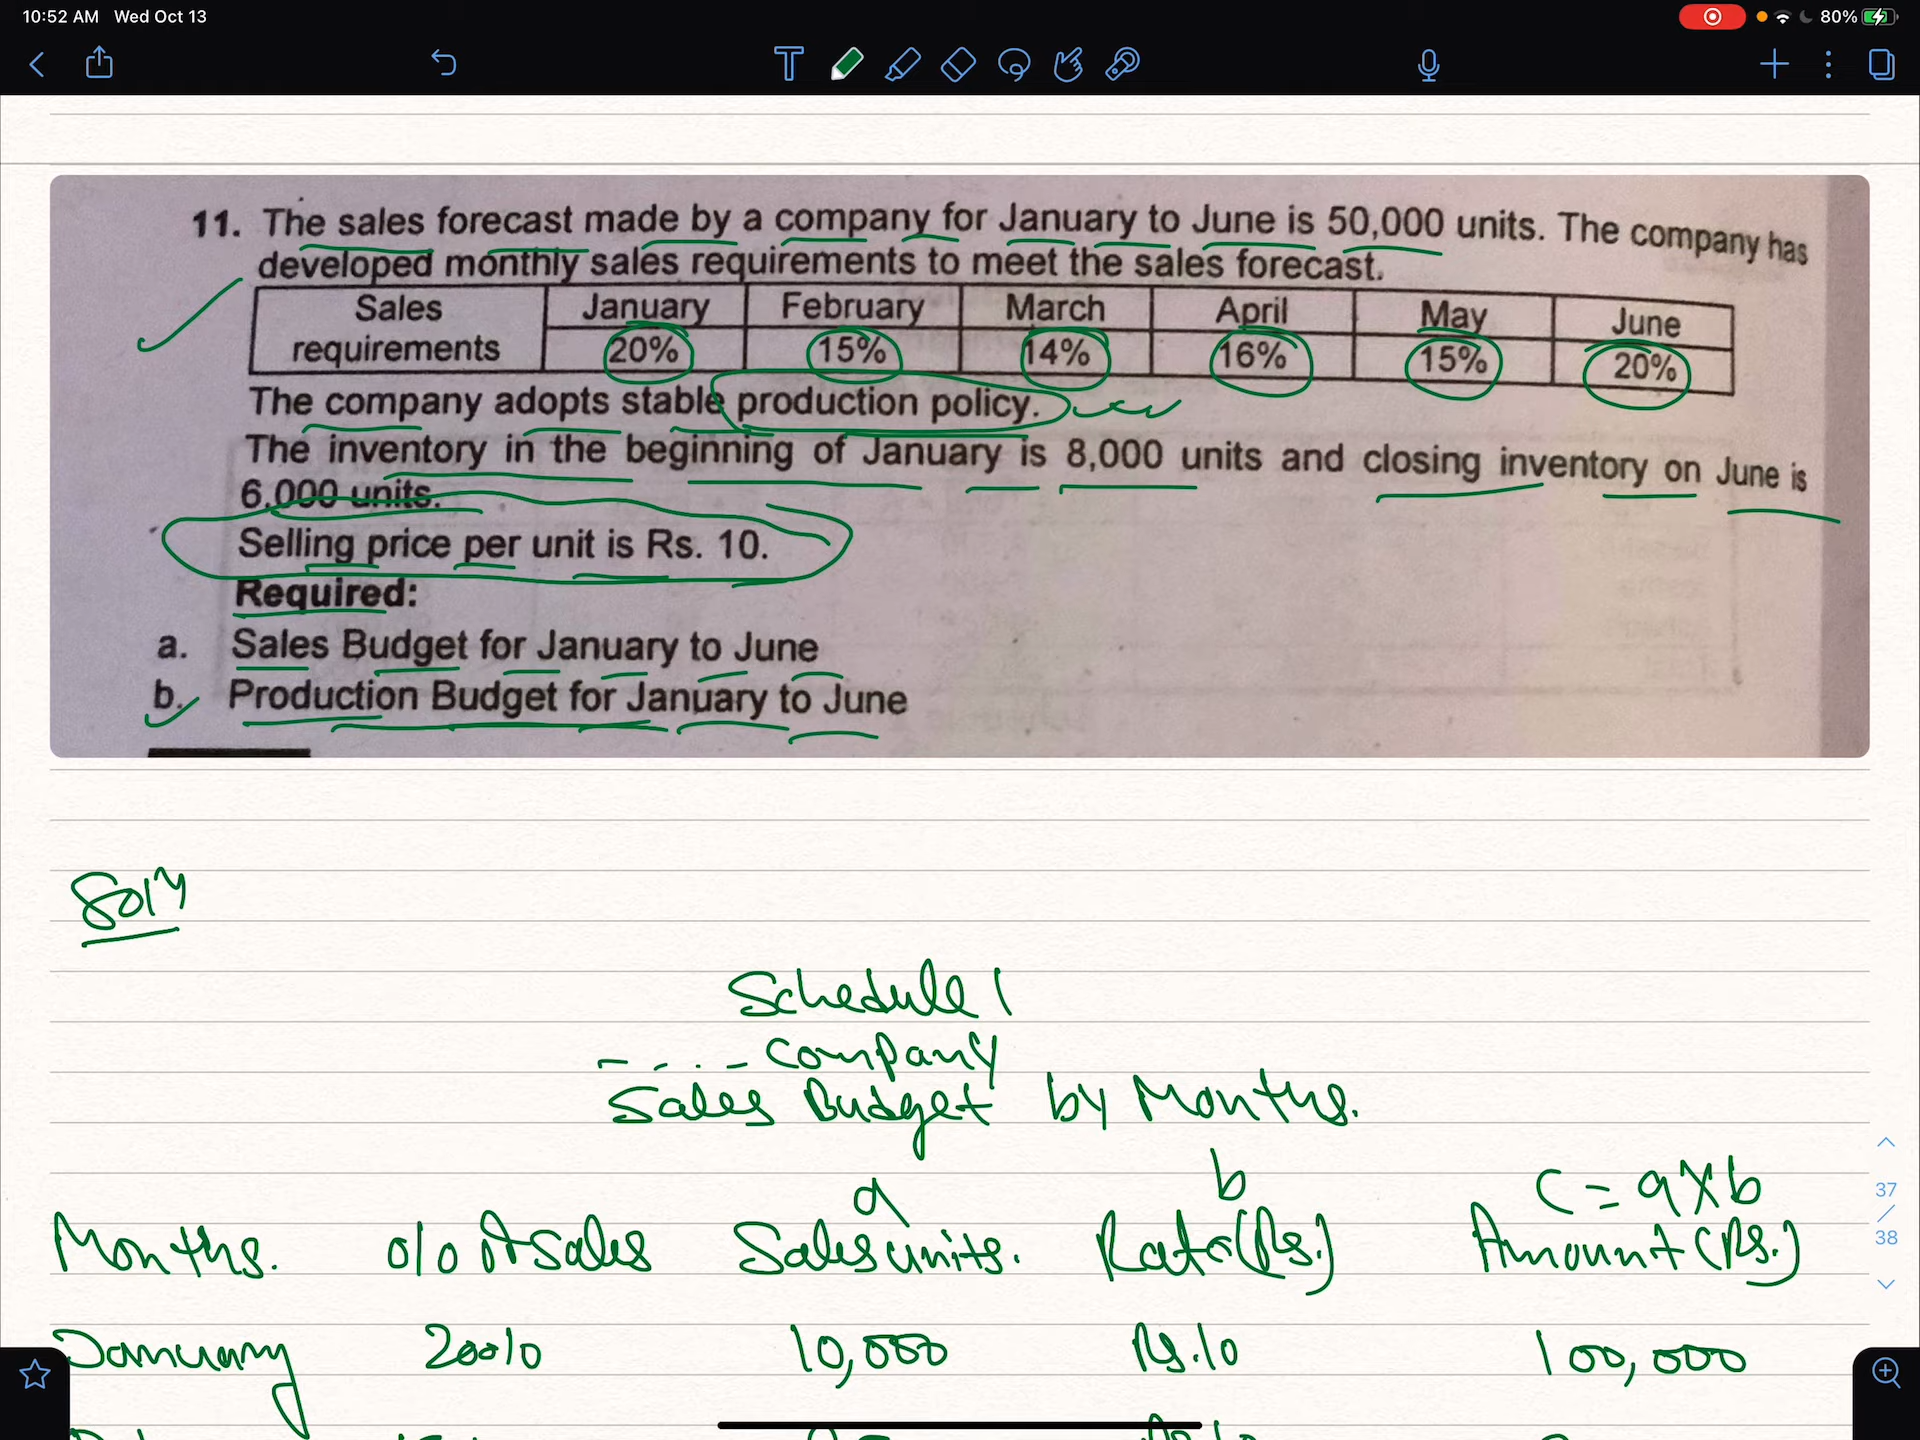 10:52 AM Wed Oct 13
80%
11. The sales forecast made by a company for January to June is 50,000 units. The company has
developed monthly sales requirements to meet the sales forecast.
Sales requirements January February March April May June
20% 15% 14% 16% 15% 20%
The company adopts stable production policy.
The inventory in the beginning of January is 8,000 units and closing inventory on June is
6,000 units.
Selling price per unit is Rs. 10.
Required:
a. Sales Budget for January to June
b. Production Budget for January to June
Soln
Schedule 1
- . . . - company
Sales Budget by Months.
a b c = a x b
Months. o/o of sales Sales units. Rate (Rs.) Amount (Rs.)
January 20o/o 10,000 Rs.10 100,000
37
/
38